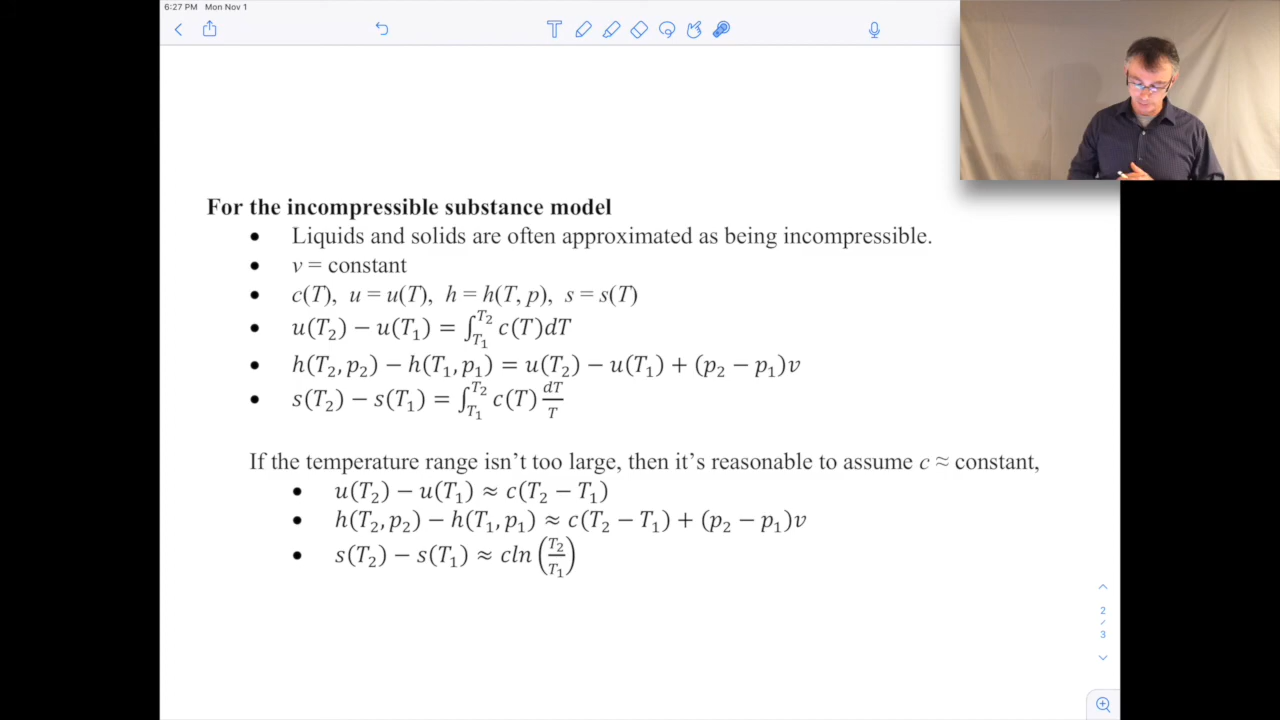 6:27 PM Mon Nov 1
For the incompressible substance model
• Liquids and solids are often approximated as being incompressible.
• v = constant
• c(T), u = u(T), h = h(T, p), s = s(T)
• u(T₂) − u(T₁) = ∫_{T₁}^{T₂} c(T)dT
• h(T₂, p₂) − h(T₁, p₁) = u(T₂) − u(T₁) + (p₂ − p₁)v
• s(T₂) − s(T₁) = ∫_{T₁}^{T₂} c(T) dT/T
If the temperature range isn’t too large, then it’s reasonable to assume c ≈ constant,
• u(T₂) − u(T₁) ≈ c(T₂ − T₁)
• h(T₂, p₂) − h(T₁, p₁) ≈ c(T₂ − T₁) + (p₂ − p₁)v
• s(T₂) − s(T₁) ≈ cln(T₂/T₁)
2
/
3